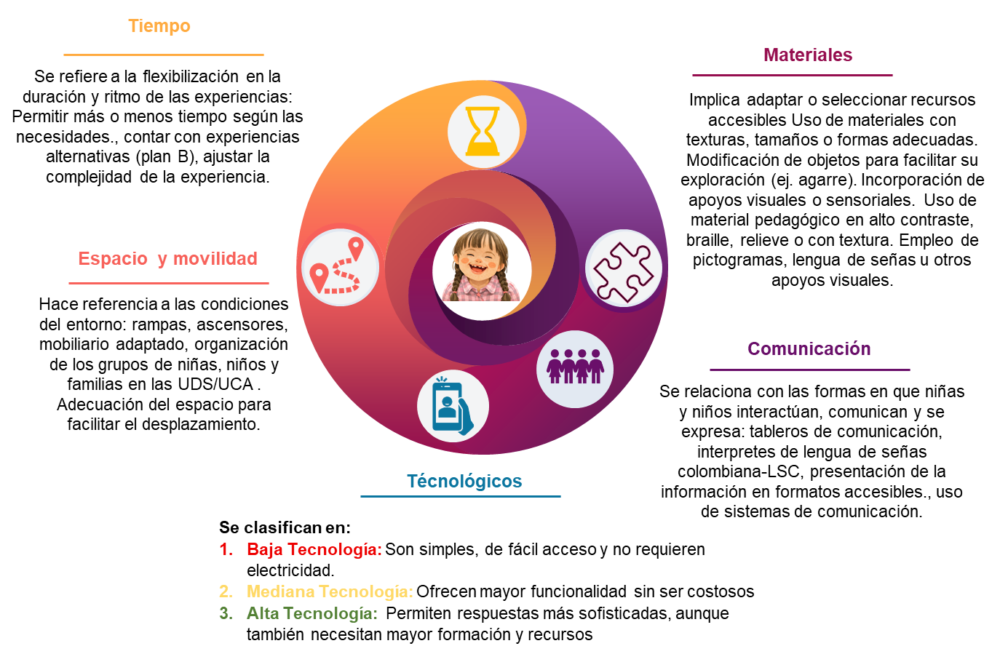 Tiempo
Se refiere a la flexibilización en la
duración y ritmo de las experiencias:
Permitir más o menos tiempo según las
necesidades., contar con experiencias
alternativas (plan B), ajustar la
complejidad de la experiencia.
Espacio y movilidad
Hace referencia a las condiciones
del entorno: rampas, ascensores,
mobiliario adaptado, organización
de los grupos de niñas, niños y
familias en las UDS/UCA .
Adecuación del espacio para
facilitar el desplazamiento.
Materiales
Implica adaptar o seleccionar recursos
accesibles Uso de materiales con
texturas, tamaños o formas adecuadas.
Modificación de objetos para facilitar su
exploración (ej. agarre). Incorporación de
apoyos visuales o sensoriales. Uso de
material pedagógico en alto contraste,
braille, relieve o con textura. Empleo de
pictogramas, lengua de señas u otros
apoyos visuales.
Comunicación
Se relaciona con las formas en que niñas
y niños interactúan, comunican y se
expresa: tableros de comunicación,
interpretes de lengua de señas
colombiana-LSC, presentación de la
información en formatos accesibles., uso
de sistemas de comunicación.
Técnológicos
Se clasifican en:
1. Baja Tecnología: Son simples, de fácil acceso y no requieren
electricidad.
2. Mediana Tecnología: Ofrecen mayor funcionalidad sin ser costosos
3. Alta Tecnología: Permiten respuestas más sofisticadas, aunque
también necesitan mayor formación y recursos